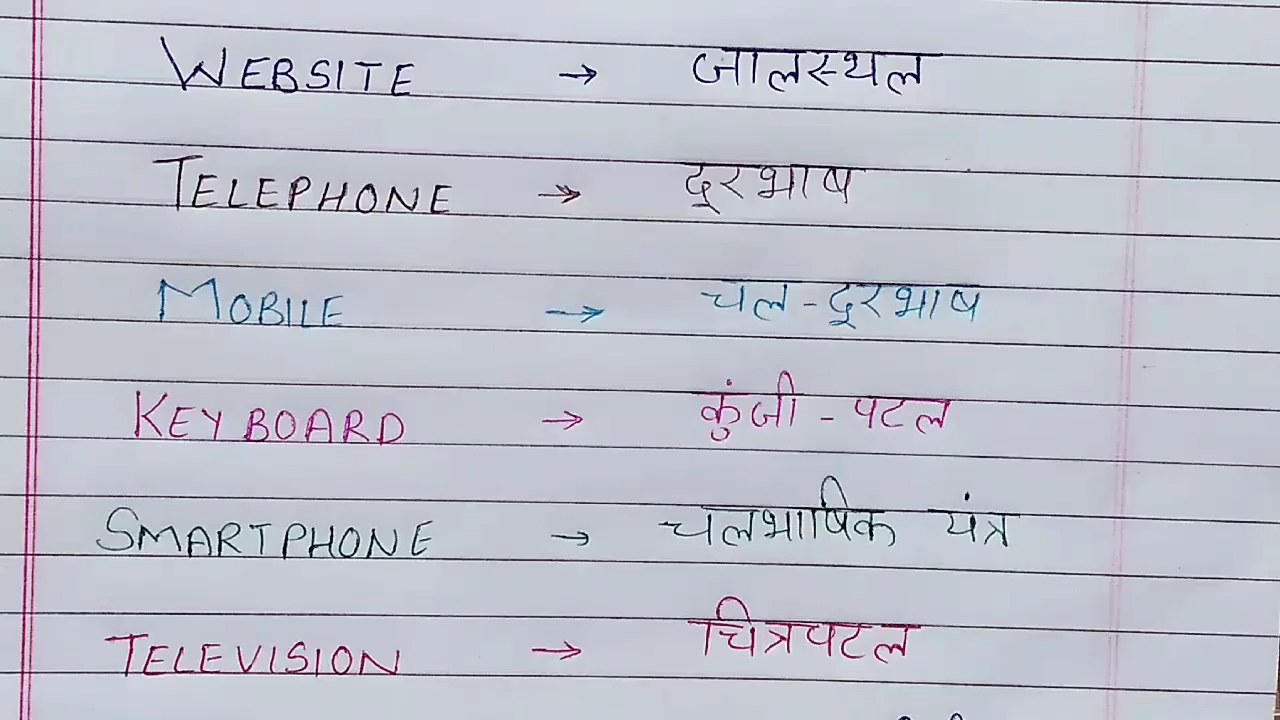 WEBSITE → जालस्थल
TELEPHONE → दूरभाष
MOBILE → चल-दूरभाष
KEYBOARD → कुंजी-पटल
SMARTPHONE → चलभाषिक यंत्र
TELEVISION → चित्रपटल